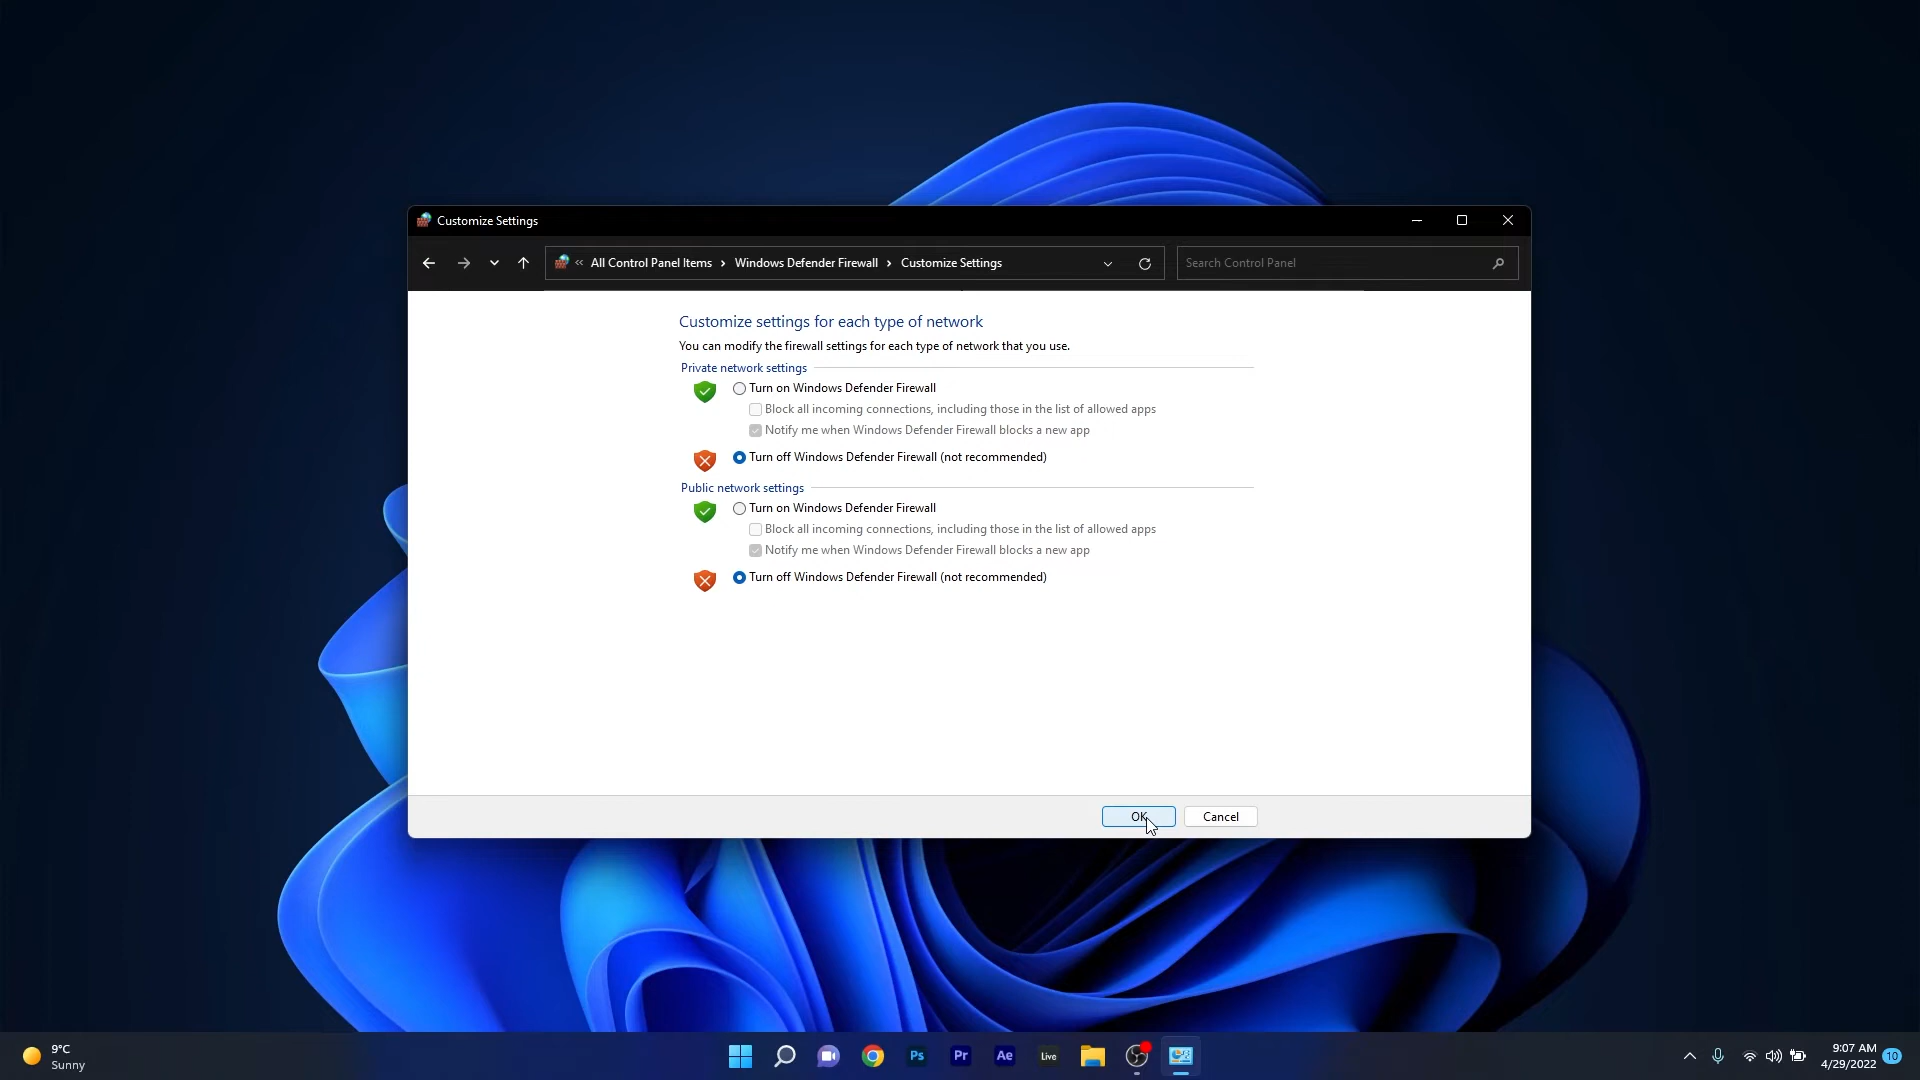 Customize Settings
« All Control Panel Items › Windows Defender Firewall › Customize Settings
Search Control Panel
Customize settings for each type of network
You can modify the firewall settings for each type of network that you use.
Private network settings
Turn on Windows Defender Firewall
Block all incoming connections, including those in the list of allowed apps
Notify me when Windows Defender Firewall blocks a new app
Turn off Windows Defender Firewall (not recommended)
Public network settings
Turn on Windows Defender Firewall
Block all incoming connections, including those in the list of allowed apps
Notify me when Windows Defender Firewall blocks a new app
Turn off Windows Defender Firewall (not recommended)
OK Cancel
9°C
Sunny
Ps Pr Ae Live
9:07 AM
4/29/2022
10